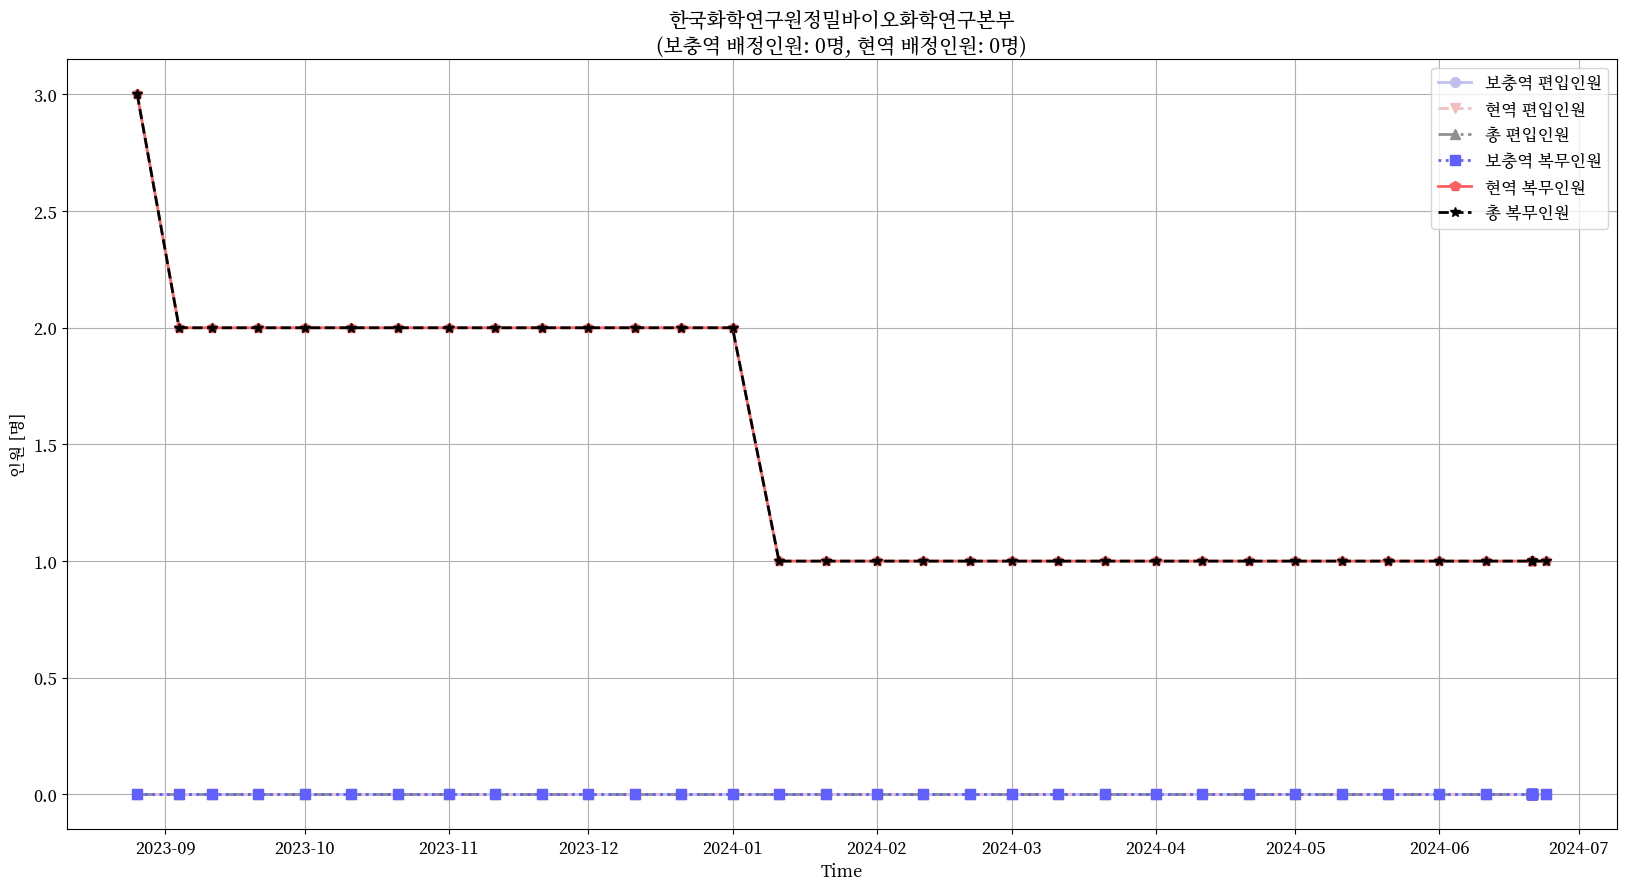 한국화학연구원정밀바이오화학연구본부
(보충역 배정인원: 0명, 현역 배정인원: 0명)
보충역 편입인원
현역 편입인원
총 편입인원
보충역 복무인원
현역 복무인원
총 복무인원
인원 [명]
3.0
2.5
2.0
1.5
1.0
0.5
0.0
2023-09 2023-10 2023-11 2023-12 2024-01 2024-02 2024-03 2024-04 2024-05 2024-06 2024-07
Time